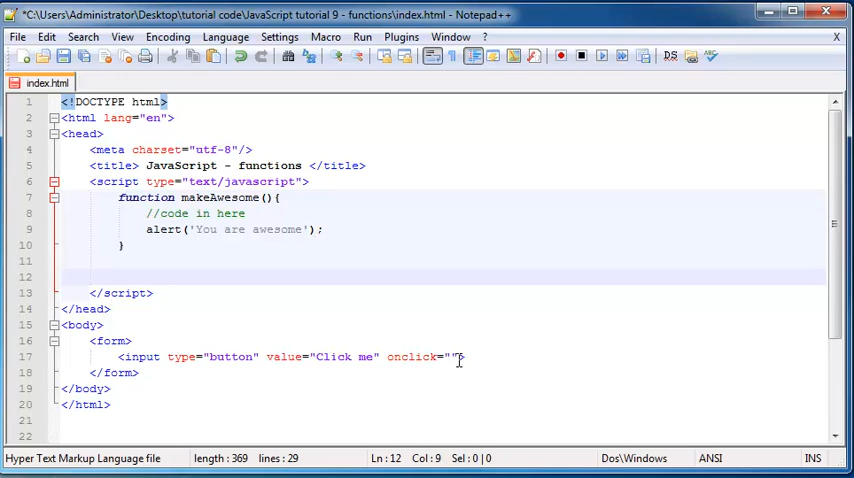 *C:\Users\Administrator\Desktop\tutorial code\JavaScript tutorial 9 - functions\index.html - Notepad++
File Edit Search View Encoding Language Settings Macro Run Plugins Window ? X
index.html
1 <!DOCTYPE html>
2 <html lang="en">
3 <head>
4 <meta charset="utf-8"/>
5 <title> JavaScript - functions </title>
6 <script type="text/javascript">
7 function makeAwesome(){
8 //code in here
9 alert('You are awesome');
10 }
11
12
13 </script>
14 </head>
15 <body>
16 <form>
17 <input type="button" value="Click me" onclick="">
18 </form>
19 </body>
20 </html>
21
22
Hyper Text Markup Language file length : 369 lines : 29 Ln : 12 Col : 9 Sel : 0 | 0 Dos\Windows ANSI INS